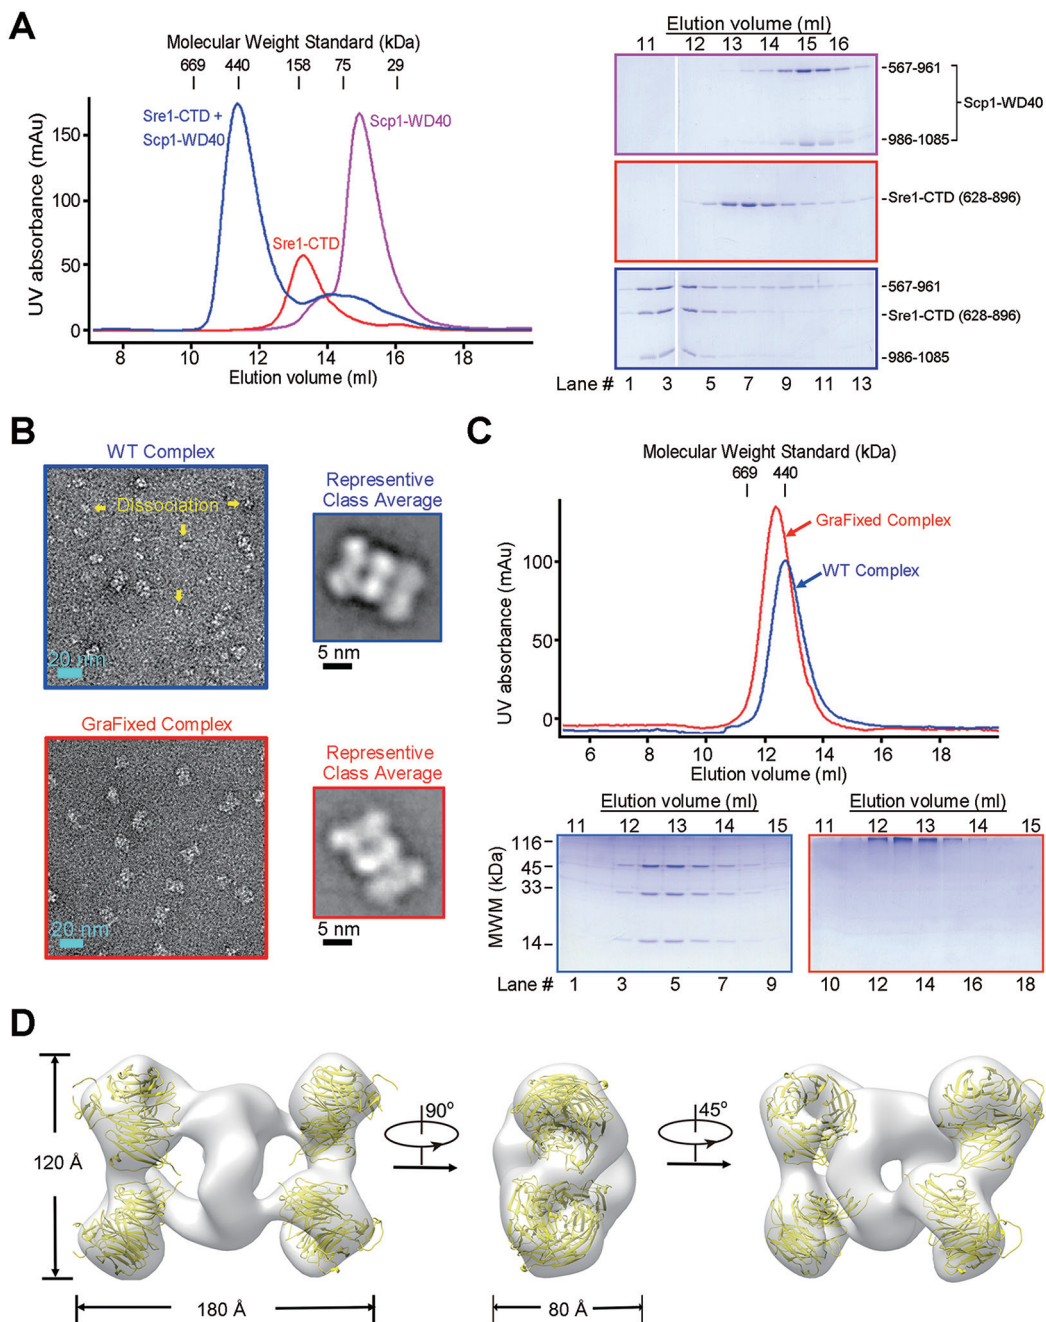 A
Molecular Weight Standard (kDa)
669 440 158 75 29
Sre1-CTD +
Scp1-WD40
Scp1-WD40
Sre1-CTD
UV absorbance (mAu)
150
100
50
0
8 10 12 14 16 18
Elution volume (ml)
Elution volume (ml)
11 12 13 14 15 16
567-961
Scp1-WD40
986-1085
Sre1-CTD (628-896)
567-961
Sre1-CTD (628-896)
986-1085
Lane # 1 3 5 7 9 11 13
B
WT Complex
Dissociation
20 nm
Representive
Class Average
5 nm
GraFixed Complex
20 nm
Representive
Class Average
5 nm
C
Molecular Weight Standard (kDa)
669 440
GraFixed Complex
WT Complex
UV absorbance (mAu)
100
50
0
6 8 10 12 14 16 18
Elution volume (ml)
Elution volume (ml)
11 12 13 14 15
MWM (kDa)
116
45
33
14
Lane # 1 3 5 7 9
Elution volume (ml)
11 12 13 14 15
10 12 14 16 18
D
120 Å
180 Å
90º
80 Å
45º